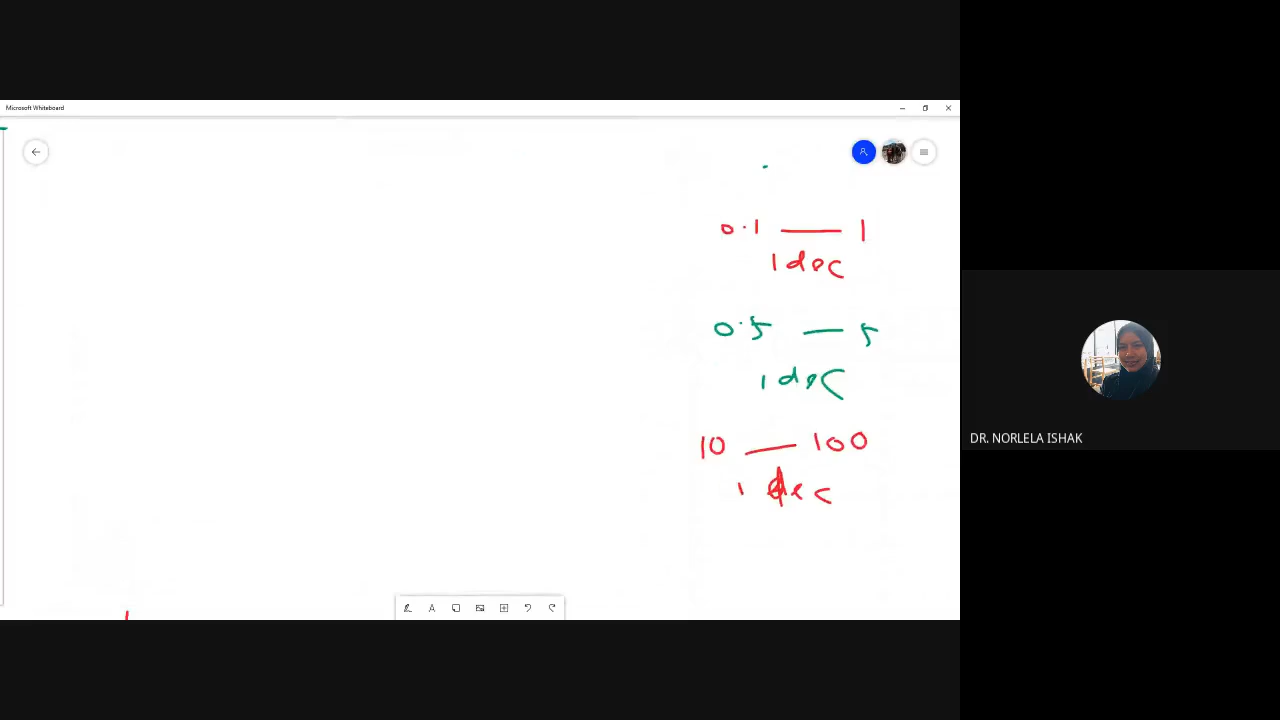 Microsoft Whiteboard
0.1 — 1
1 dec
0.5 — 5
1 dec
10 — 100
1 dec
DR. NORLELA ISHAK